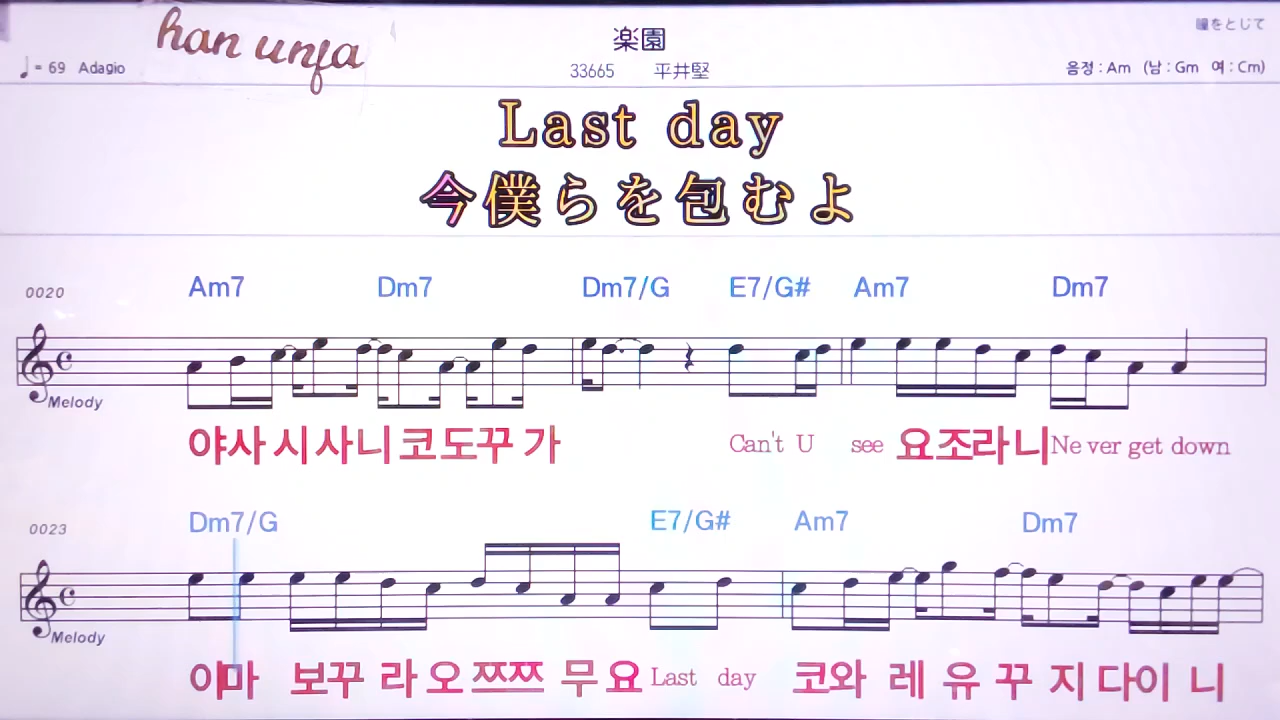 han unfa
楽園
瞳をとじて
♩= 69 Adagio
33665 平井堅
음정 : Am (남 : Gm 여 : Cm)
Last day
今僕らを包むよ
0020 Am7 Dm7 Dm7/G E7/G# Am7 Dm7
Melody
야사 시 사니 코 도꾸 가 Can't U see 요조라니 Ne ver get down
0023 Dm7/G E7/G# Am7 Dm7
Melody
이마 보꾸 라 오 쯔쯔 무 요 Last day 코와 레 유 꾸 지 다이 니